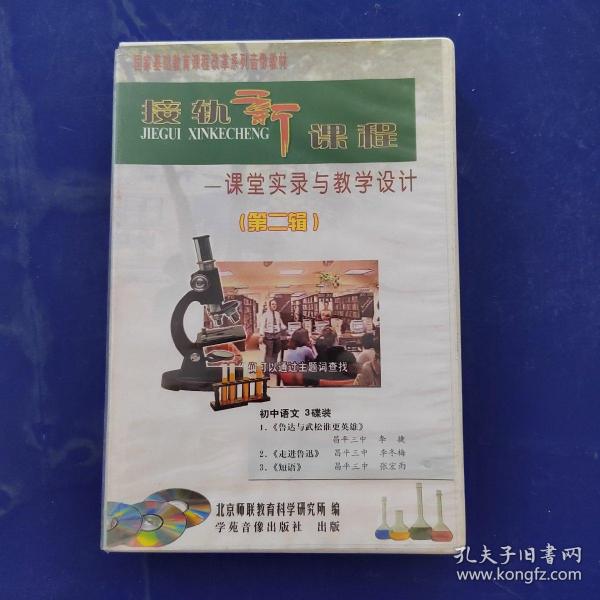 国家基础教育课程改革系列音像教材
接轨新课程
JIEGUI XINKECHENG
—课堂实录与教学设计
（第二辑）
你可以通过主题词查找
初中语文 3碟装
1.《鲁达与武松谁更英雄》
昌平三中 李捷
2.《走进鲁迅》 昌平三中 李冬梅
3.《短语》 昌平三中 张宏雨
北京师联教育科学研究所 编
学苑音像出版社 出版
孔夫子旧书网
www.kongfz.com